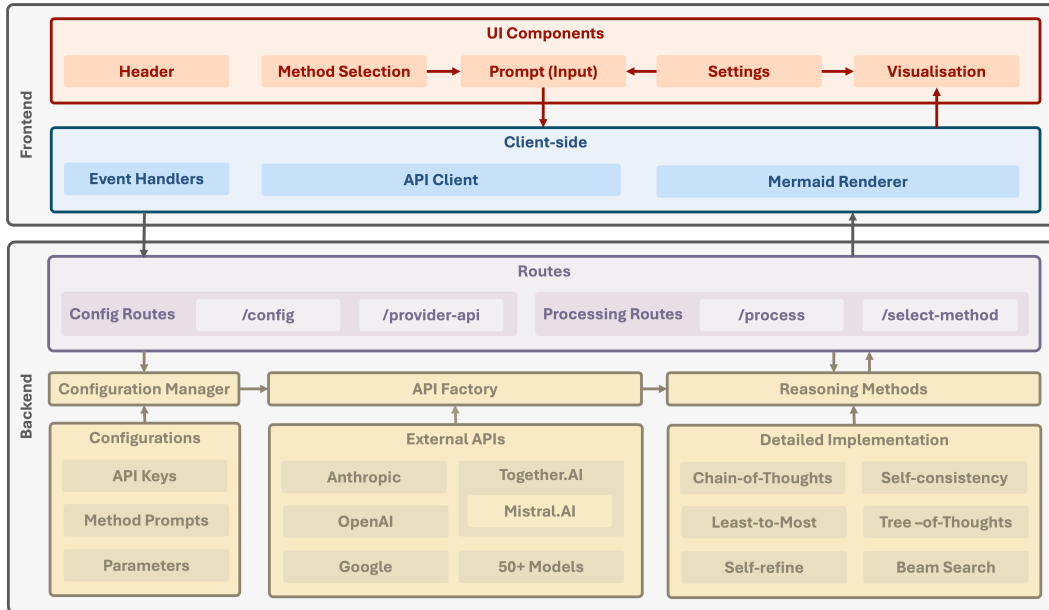 Frontend
UI Components
Header
Method Selection
Prompt (Input)
Settings
Visualisation
Client-side
Event Handlers
API Client
Mermaid Renderer
Backend
Routes
Config Routes
/config
/provider-api
Processing Routes
/process
/select-method
Configuration Manager
API Factory
Reasoning Methods
Configurations
API Keys
Method Prompts
Parameters
External APIs
Anthropic
Together.AI
Mistral.AI
OpenAI
Google
50+ Models
Detailed Implementation
Chain-of-Thoughts
Self-consistency
Least-to-Most
Tree –of-Thoughts
Self-refine
Beam Search